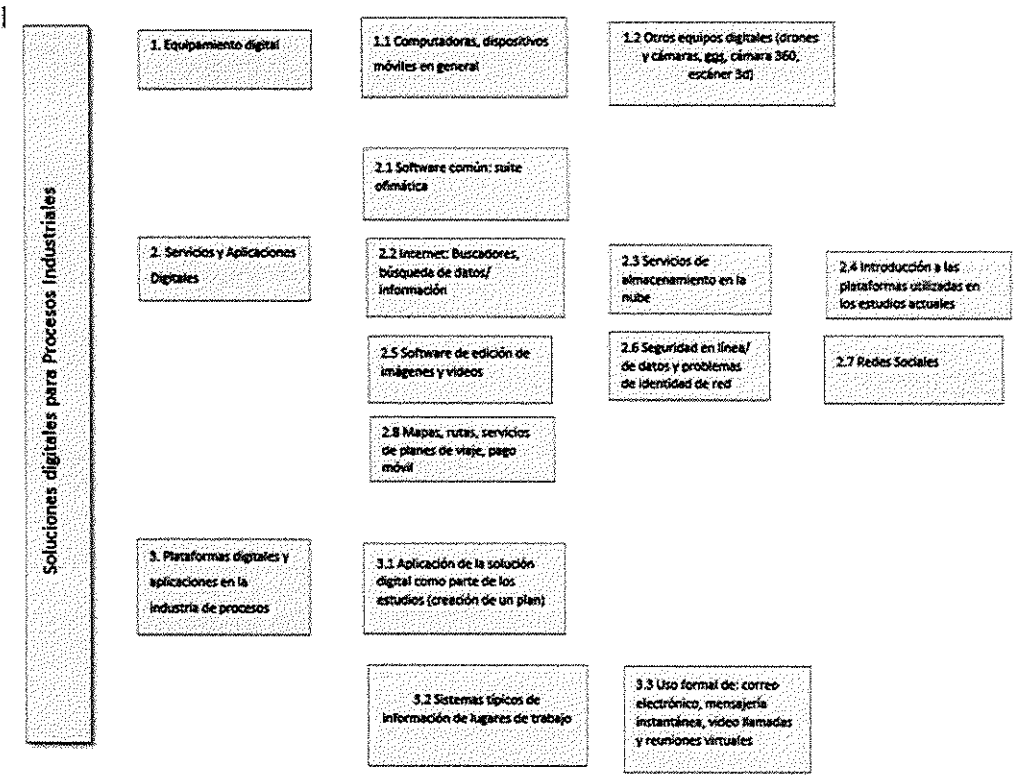 Soluciones digitales para Procesos Industriales
1. Equipamiento digital
1.1 Computadoras, dispositivos
móviles en general
1.2 Otros equipos digitales (drones
y cámaras, gps, cámara 360,
escáner 3d)
2.1 Software común: suite
ofimática
2. Servicios y Aplicaciones
Digitales
2.2 Internet: Buscadores,
búsqueda de datos/
información
2.3 Servicios de
almacenamiento en la
nube
2.4 Introducción a las
plataformas utilizadas en
los estudios actuales
2.5 Software de edición de
imágenes y videos
2.6 Seguridad en línea/
de datos y problemas
de identidad de red
2.7 Redes Sociales
2.8 Mapas, rutas, servicios
de planes de viaje, pago
móvil
3. Plataformas digitales y
aplicaciones en la
industria de procesos
3.1 Aplicación de la solución
digital como parte de los
estudios (creación de un plan)
3.2 Sistemas típicos de
información de lugares de trabajo
3.3 Uso formal de: correo
electrónico, mensajería
instantánea, video llamadas
y reuniones virtuales